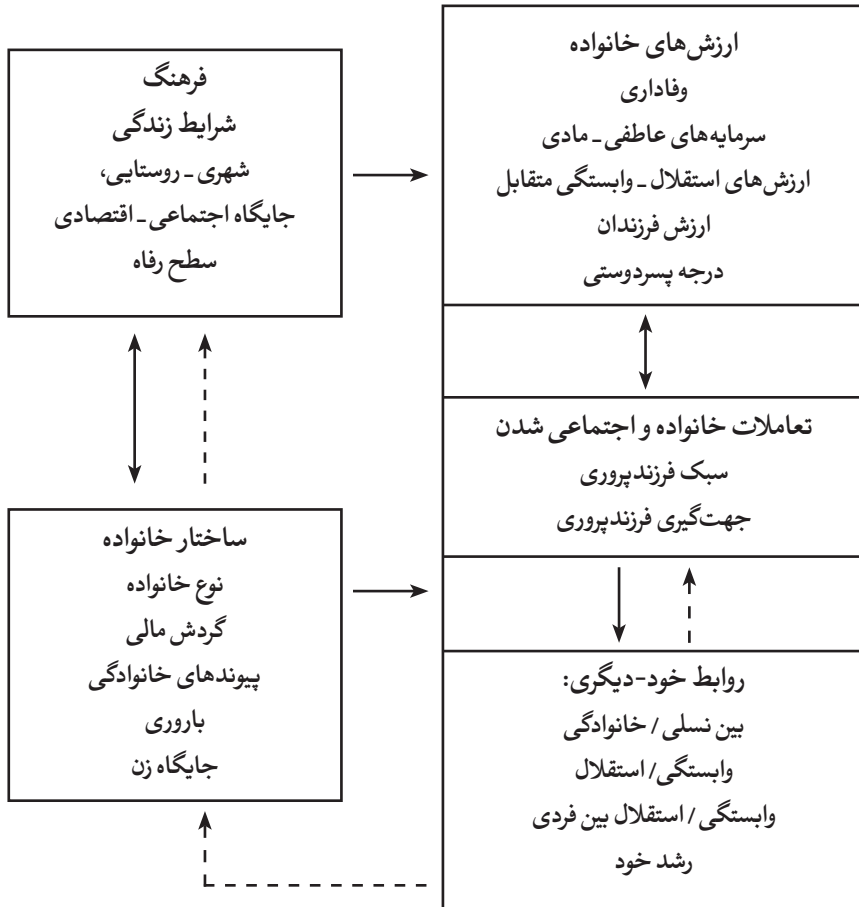 فرهنگ
شرایط زندگی
شهری ـ روستایی،
جایگاه اجتماعی ـ اقتصادی
سطح رفاه
ارزش‌های خانواده
وفاداری
سرمایه‌های عاطفی ـ مادی
ارزش‌های استقلال ـ وابستگی متقابل
ارزش فرزندان
درجه پسردوستی
تعاملات خانواده و اجتماعی شدن
سبک فرزندپروری
جهت‌گیری فرزندپروری
ساختار خانواده
نوع خانواده
گردش مالی
پیوندهای خانوادگی
باروری
جایگاه زن
روابط خود-دیگری:
بین نسلی / خانوادگی
وابستگی/ استقلال
وابستگی / استقلال بین فردی
رشد خود